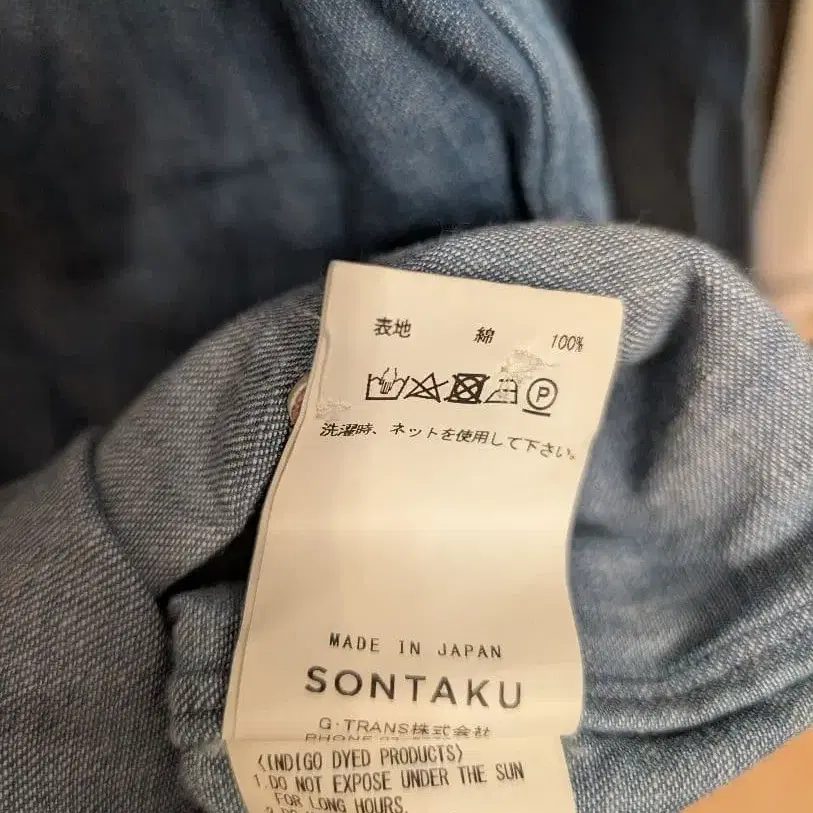 表地 綿 100%
P
洗濯時、ネットを使用して下さい。
MADE IN JAPAN
SONTAKU
G・TRANS株式会社
PHONE
〈INDIGO DYED PRODUCTS〉
1.DO NOT EXPOSE UNDER THE SUN
FOR LONG HOURS.